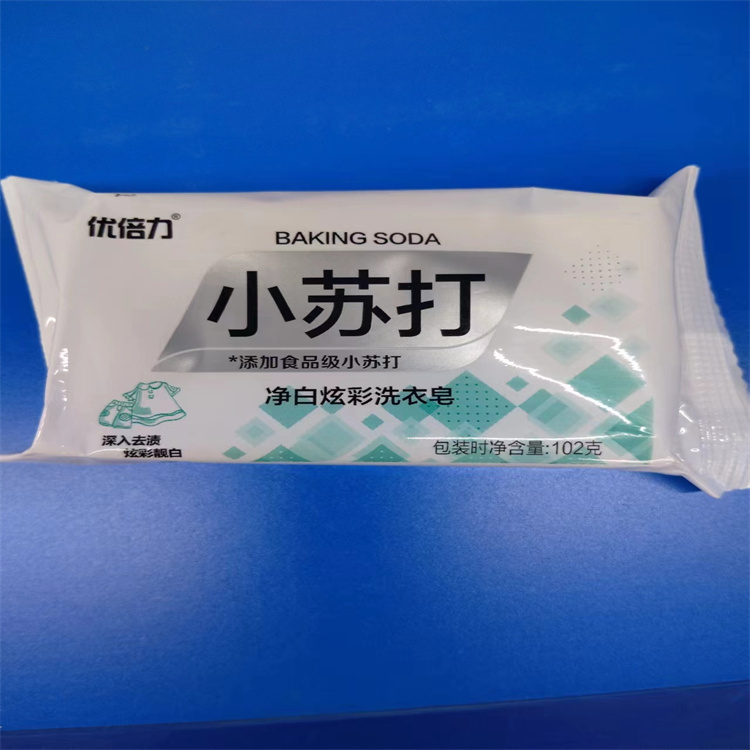 优倍力®
BAKING SODA
小苏打
*添加食品级小苏打
净白炫彩洗衣皂
深入去渍
炫彩靓白
包装时净含量:102克